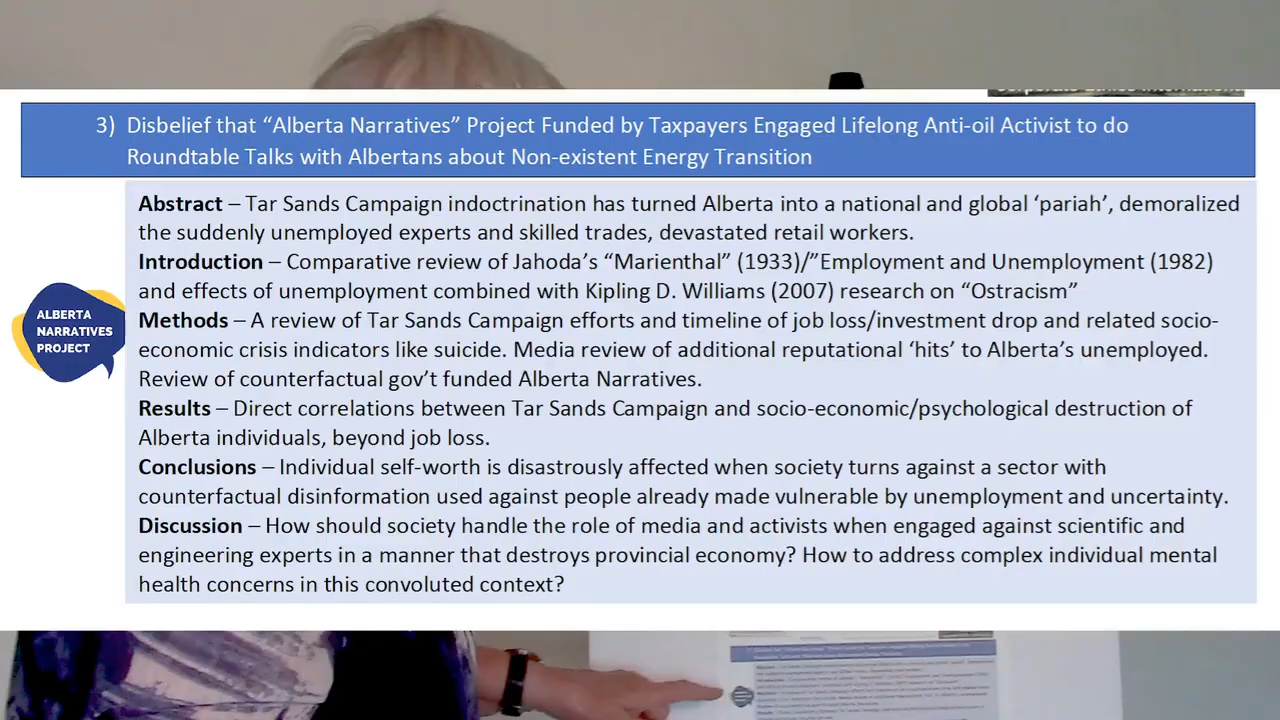 Corporate Ethics International
3) Disbelief that “Alberta Narratives” Project Funded by Taxpayers Engaged Lifelong Anti-oil Activist to do
Roundtable Talks with Albertans about Non-existent Energy Transition
Abstract – Tar Sands Campaign indoctrination has turned Alberta into a national and global ‘pariah’, demoralized
the suddenly unemployed experts and skilled trades, devastated retail workers.
Introduction – Comparative review of Jahoda’s “Marienthal” (1933)/”Employment and Unemployment (1982)
and effects of unemployment combined with Kipling D. Williams (2007) research on “Ostracism”
ALBERTA
NARRATIVES
PROJECT
Methods – A review of Tar Sands Campaign efforts and timeline of job loss/investment drop and related socio-
economic crisis indicators like suicide. Media review of additional reputational ‘hits’ to Alberta’s unemployed.
Review of counterfactual gov’t funded Alberta Narratives.
Results – Direct correlations between Tar Sands Campaign and socio-economic/psychological destruction of
Alberta individuals, beyond job loss.
Conclusions – Individual self-worth is disastrously affected when society turns against a sector with
counterfactual disinformation used against people already made vulnerable by unemployment and uncertainty.
Discussion – How should society handle the role of media and activists when engaged against scientific and
engineering experts in a manner that destroys provincial economy? How to address complex individual mental
health concerns in this convoluted context?